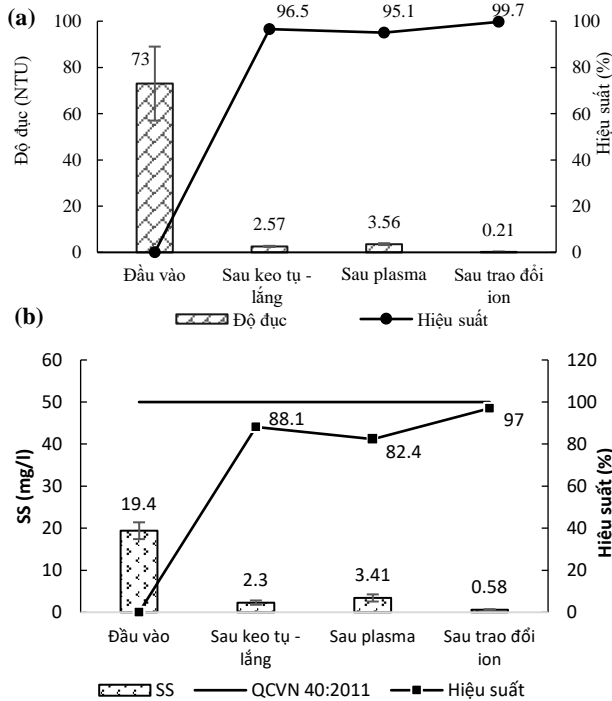 (a)
96.5
95.1
99.7
120
100
80
60
40
20
0
Độ đục (NTU)
73
2.57
3.56
0.21
100
80
60
40
20
0
Hiệu suất (%)
Đầu vào
Sau keo tụ -
lắng
Sau plasma
Sau trao đổi
ion
Độ đục
Hiệu suất
(b)
60
50
40
30
20
10
0
SS (mg/l)
88.1
82.4
97
19.4
2.3
3.41
0.58
120
100
80
60
40
20
0
Hiệu suất (%)
Đầu vào
Sau keo tụ -
lắng
Sau plasma
Sau trao đổi
ion
SS
QCVN 40:2011
Hiệu suất